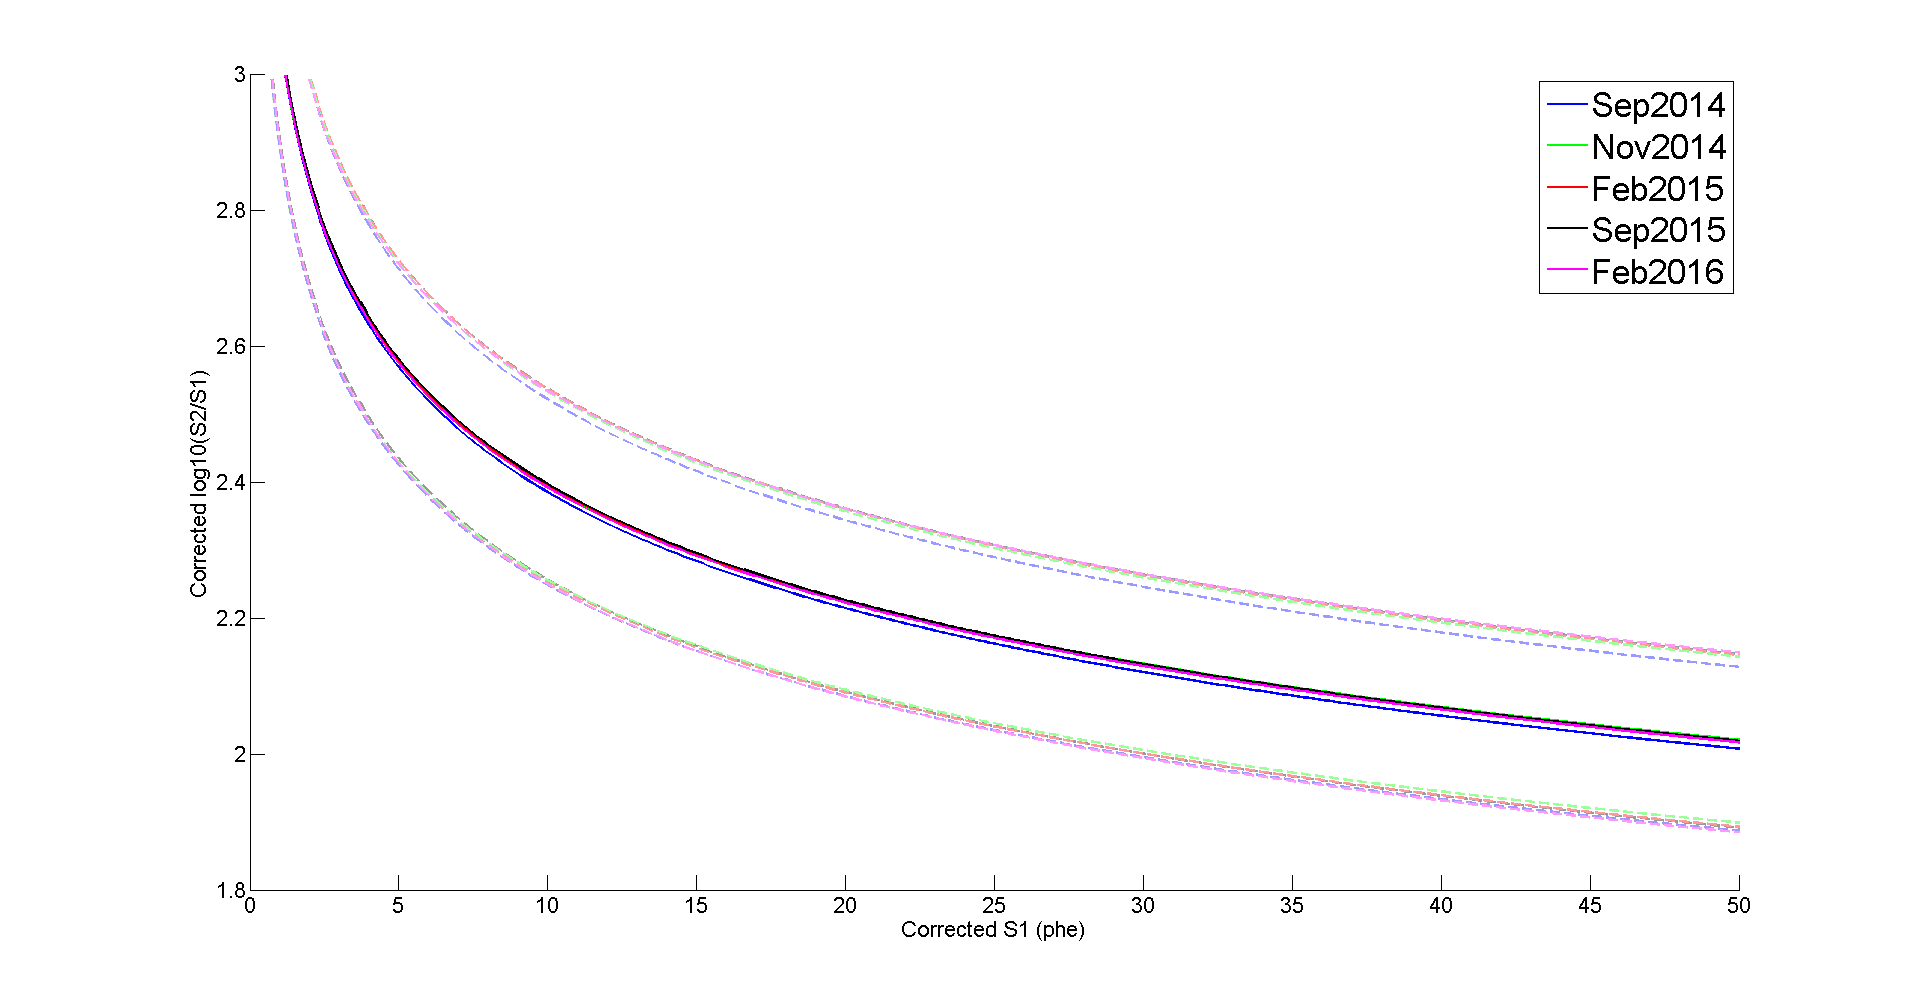 3
2.8
2.6
2.4
2.2
2
1.8
Corrected log10(S2/S1)
0 5 10 15 20 25 30 35 40 45 50
Corrected S1 (phe)
Sep2014
Nov2014
Feb2015
Sep2015
Feb2016